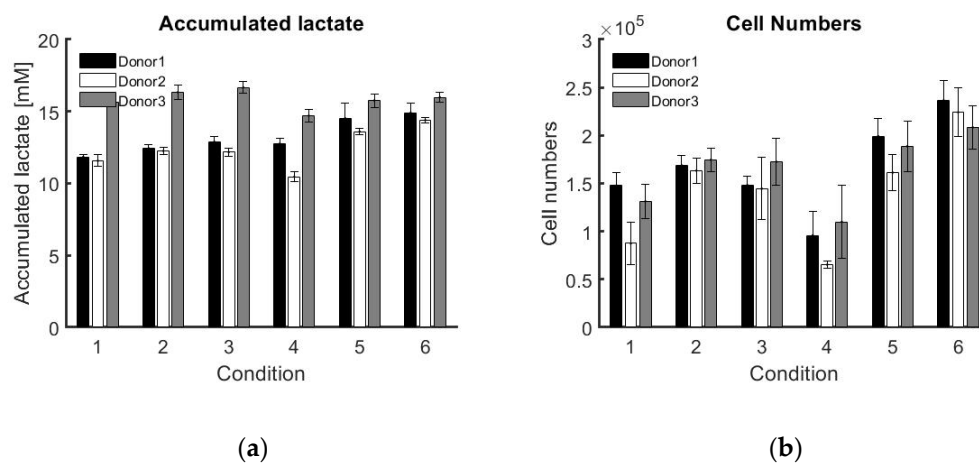 Accumulated lactate
20
15
10
5
0
Accumulated lactate [mM]
Donor1
Donor2
Donor3
1 2 3 4 5 6
Condition
(a)
Cell Numbers
×10⁵
3
2.5
2
1.5
1
0.5
0
Cell numbers
Donor1
Donor2
Donor3
1 2 3 4 5 6
Condition
(b)